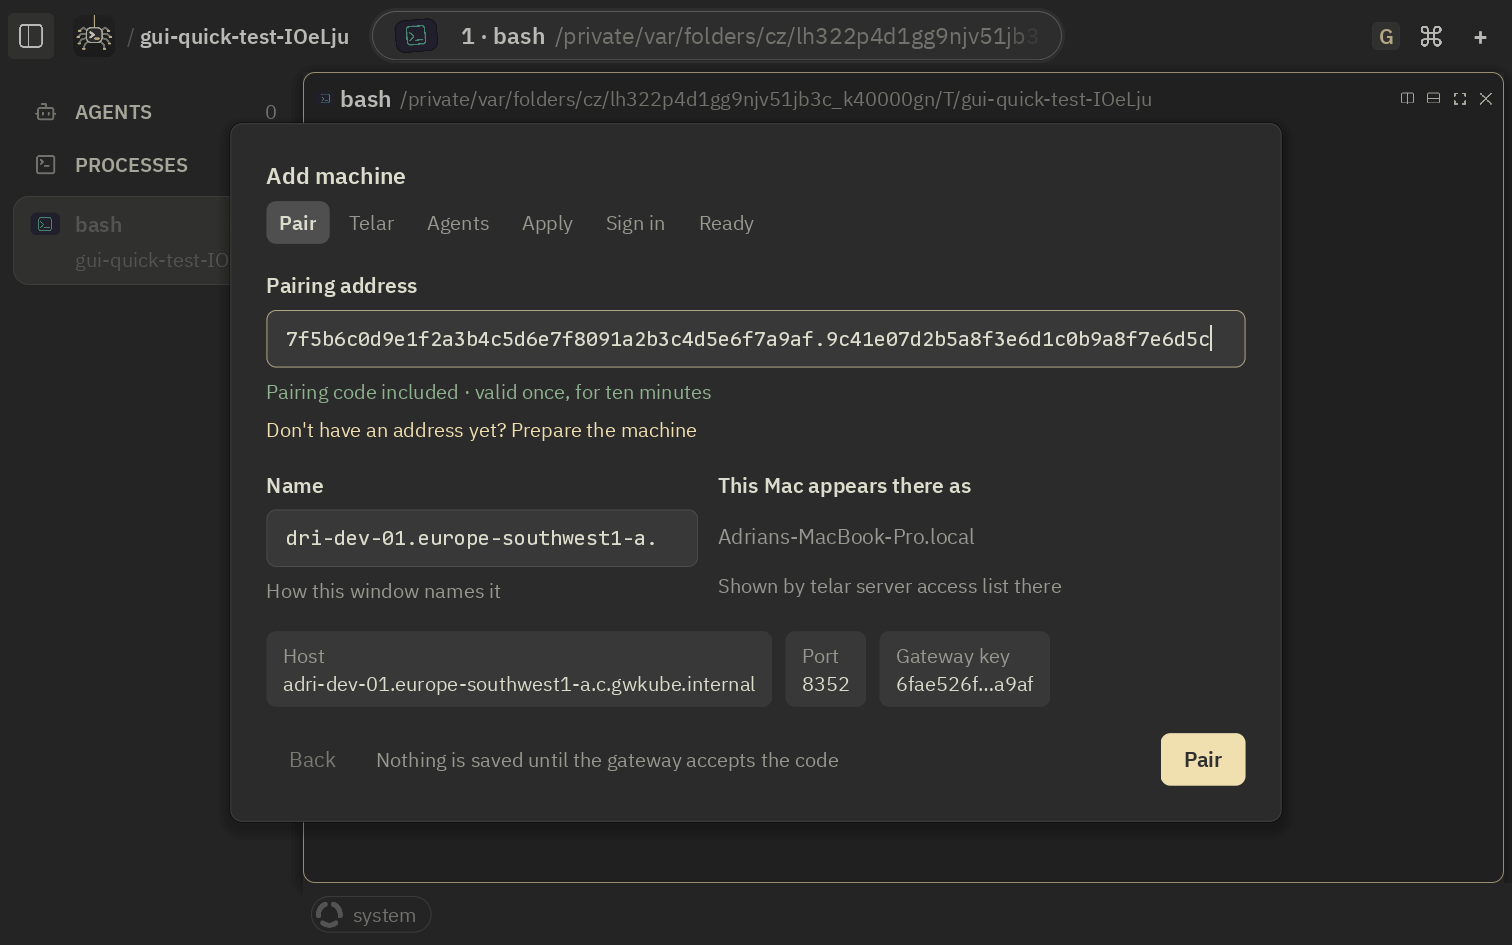 / gui-quick-test-IOeLju
1 · bash /private/var/folders/cz/lh322p4d1gg9njv51jb3
G
AGENTS 0
PROCESSES
bash
gui-quick-test-IO
bash /private/var/folders/cz/lh322p4d1gg9njv51jb3c_k40000gn/T/gui-quick-test-IOeLju
Add machine
Pair Telar Agents Apply Sign in Ready
Pairing address
7f5b6c0d9e1f2a3b4c5d6e7f8091a2b3c4d5e6f7a9af.9c41e07d2b5a8f3e6d1c0b9a8f7e6d5c
Pairing code included · valid once, for ten minutes
Don't have an address yet? Prepare the machine
Name
dri-dev-01.europe-southwest1-a.
How this window names it
This Mac appears there as
Adrians-MacBook-Pro.local
Shown by telar server access list there
Host
adri-dev-01.europe-southwest1-a.c.gwkube.internal
Port
8352
Gateway key
6fae526f…a9af
Back
Nothing is saved until the gateway accepts the code
Pair
system